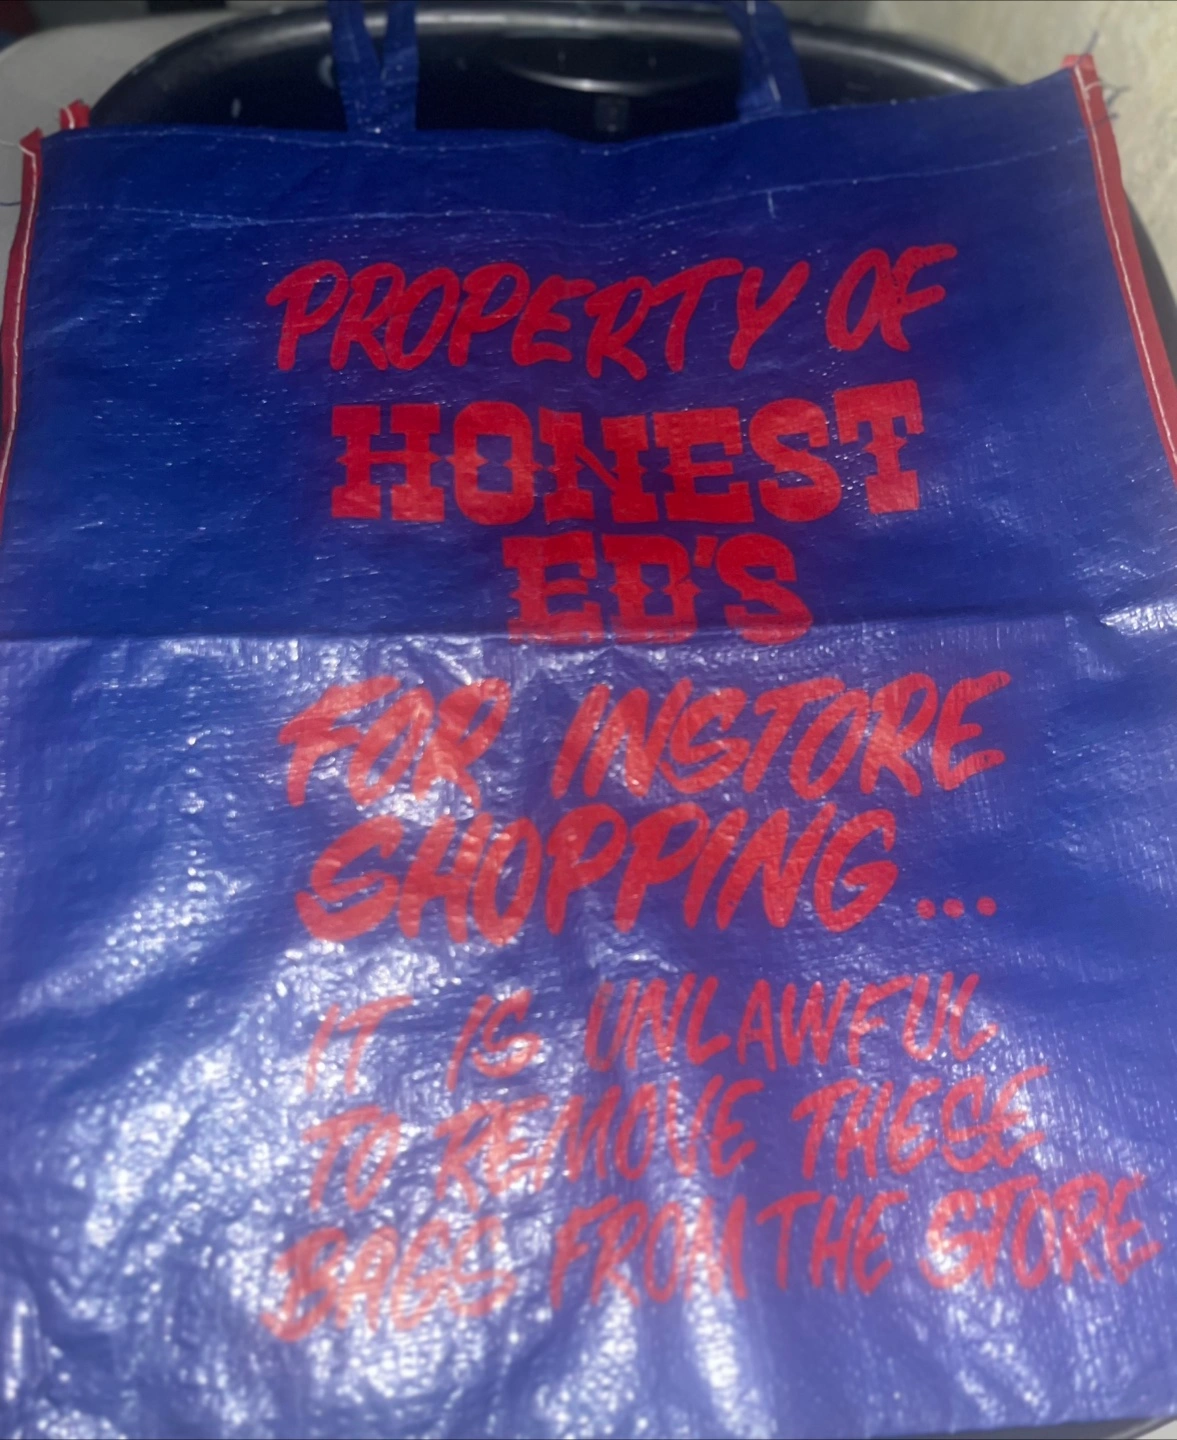 PROPERTY OF
HONEST
ED'S
FOR INSTORE
SHOPPING...
IT IS UNLAWFUL
TO REMOVE THESE
BAGS FROM THE STORE